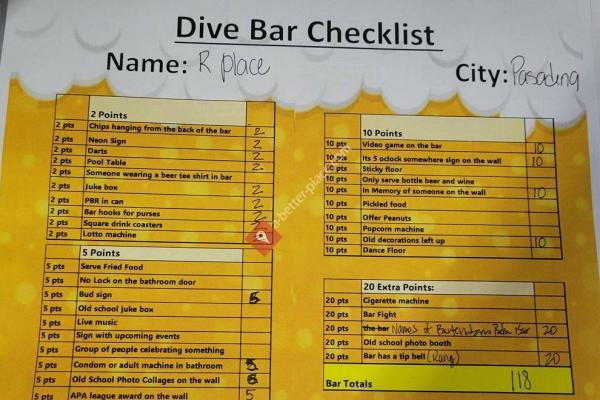 Dive Bar Checklist
Name: R place
City: Pasadena
2 Points
2 pts Chips hanging from the back of the bar 2
2 pts Neon Sign 2
2 pts Darts 2
2 pts Pool Table 2
2 pts Someone wearing a beer tee shirt in bar
2 pts Juke box 2
2 pts PBR in can 2
2 pts Bar hooks for purses 2
2 pts Square drink coasters 2
2 pts Lotto machine
5 Points
5 pts Serve Fried Food
5 pts No Lock on the bathroom door
5 pts Bud sign 5
5 pts Old school juke box
5 pts Live music
5 pts Sign with upcoming events
5 pts Group of people celebrating something
5 pts Condom or adult machine in bathroom 5
5 pts Old School Photo Collages on the wall 5
5 pts APA league award on the wall 5
10 Points
10 pts Video game on the bar 10
10 pts Its 5 oclock somewhere sign on the wall 10
10 pts Sticky floor
10 pts Only serve bottle beer and wine
10 pts In Memory of someone on the wall 10
10 pts Pickled food
10 pts Offer Peanuts
10 pts Popcorn machine
10 pts Old decorations left up 10
10 pts Dance Floor
20 Extra Points:
20 pts Cigerette machine
20 pts Bar Fight
20 pts the bar Names of Bartenders Behind Bar 20
20 pts Old school photo booth
20 pts Bar has a tip bell (Rang) 20
Bar Totals 118